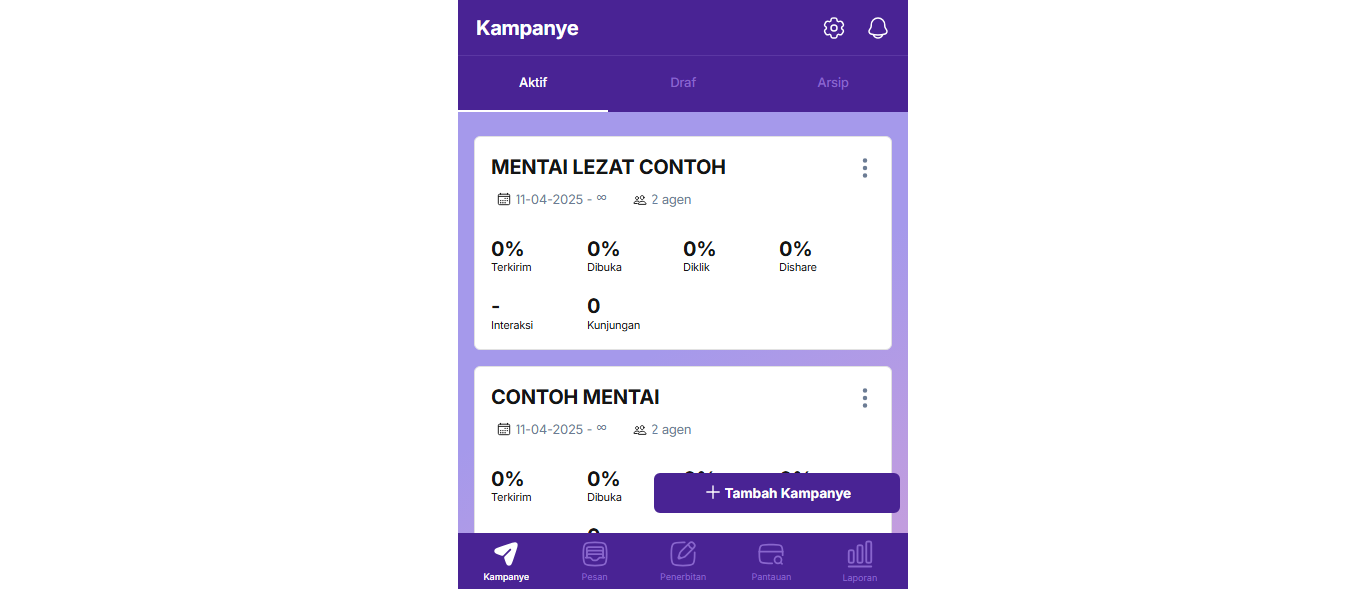 Kampanye
Aktif Draf Arsip
MENTAI LEZAT CONTOH
11-04-2025 - ∞ 2 agen
0% 0% 0% 0%
Terkirim Dibuka Diklik Dishare
- 0
Interaksi Kunjungan
CONTOH MENTAI
11-04-2025 - ∞ 2 agen
0% 0%
Terkirim Dibuka
+ Tambah Kampanye
Kampanye Pesan Penerbitan Pantauan Laporan